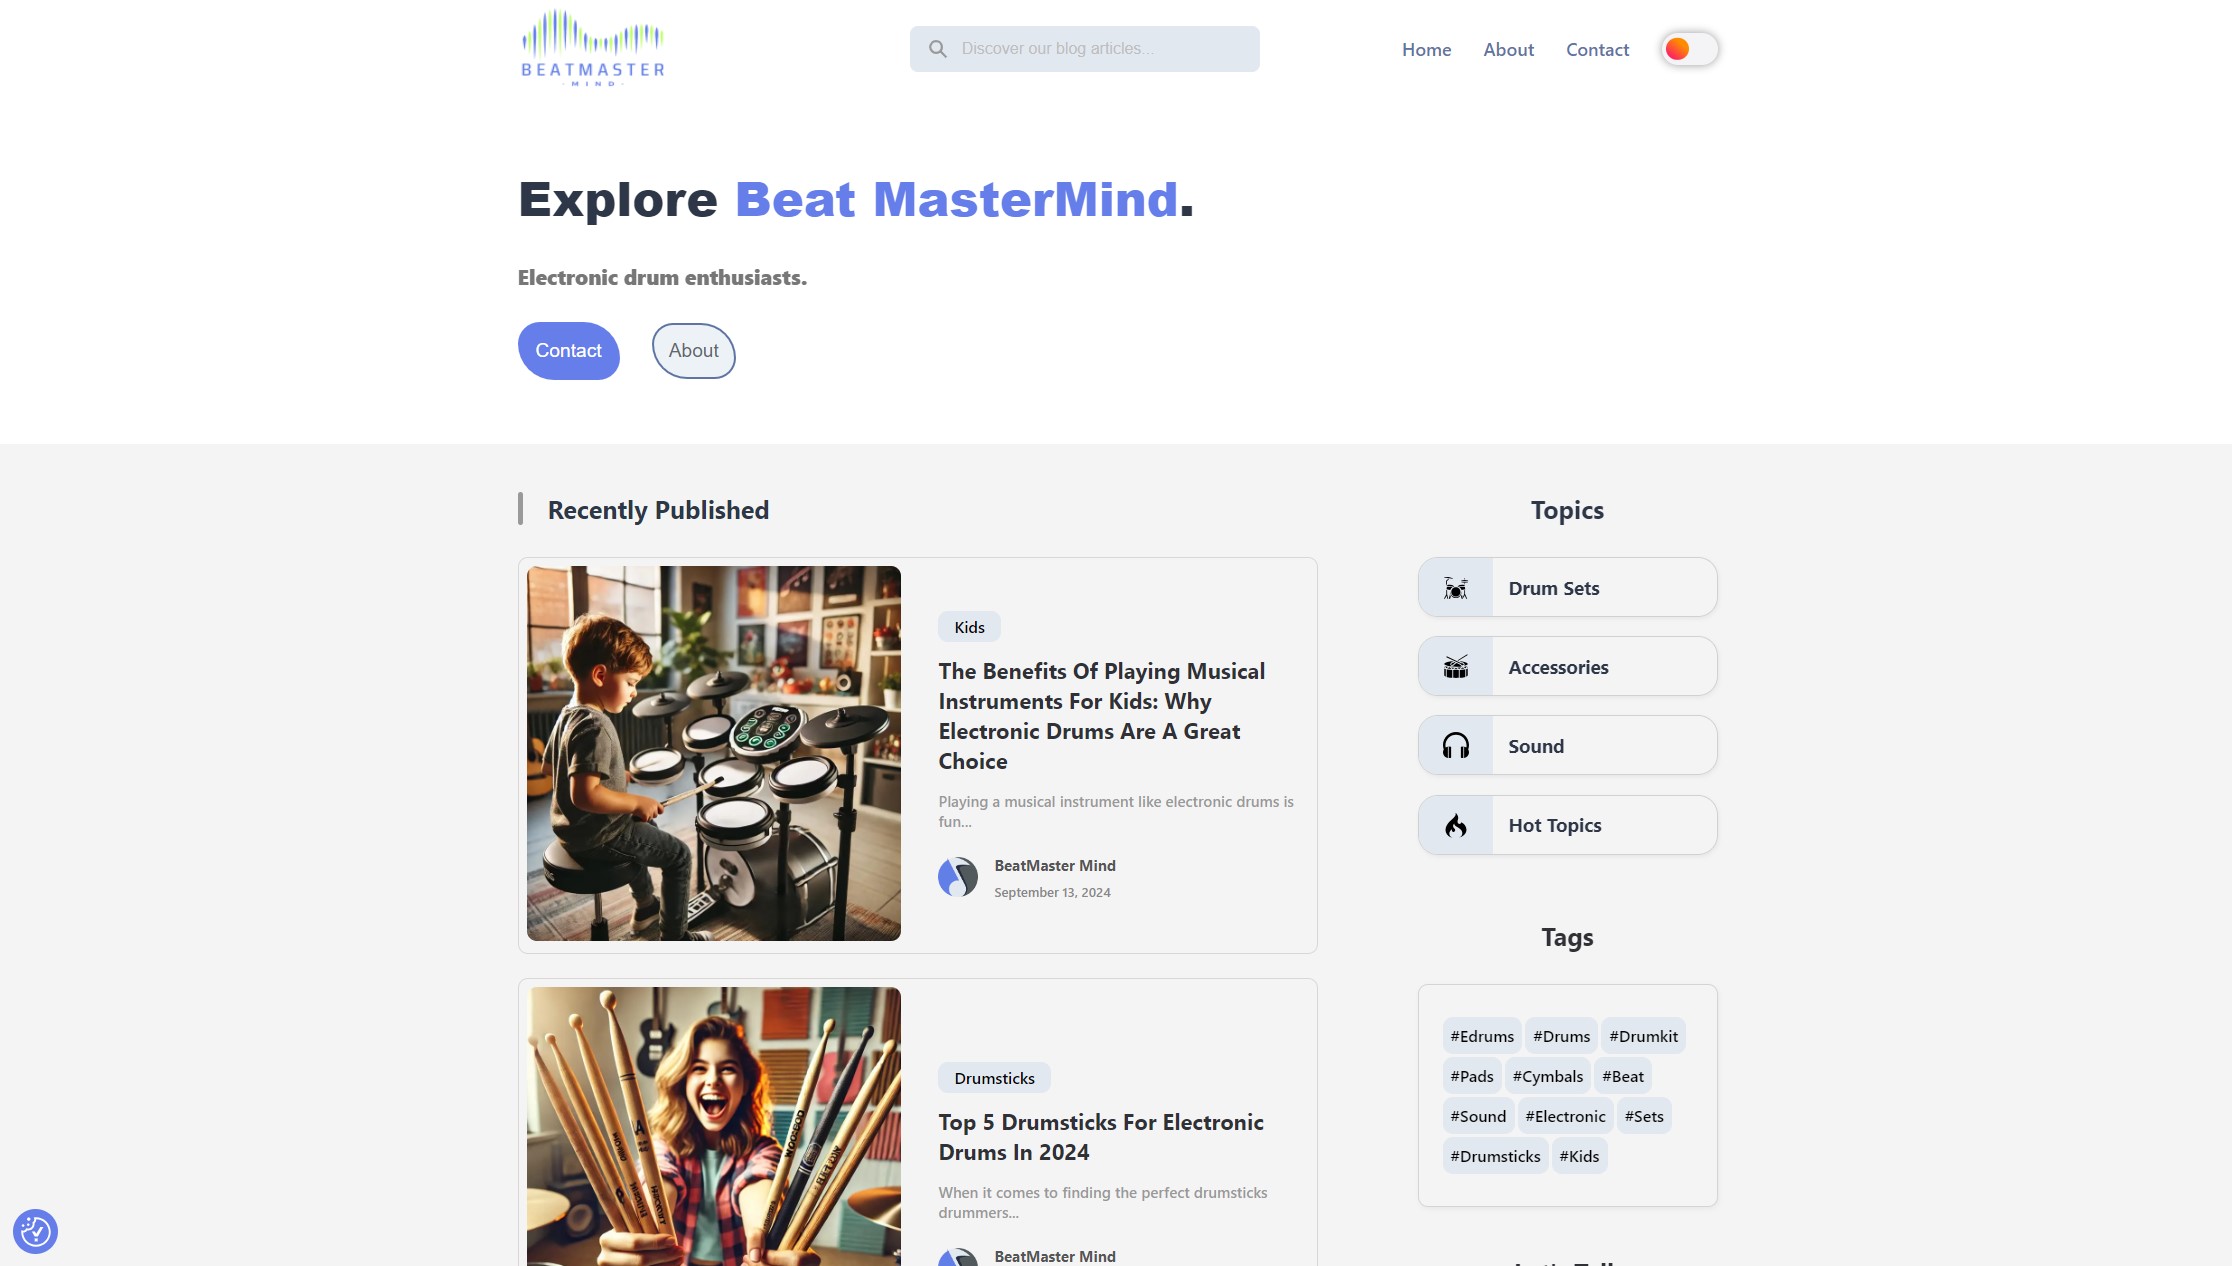 BEATMASTER
- MIND -
Discover our blog articles...
Home
About
Contact
Explore Beat MasterMind.
Electronic drum enthusiasts.
Contact
About
Recently Published
Kids
The Benefits Of Playing Musical
Instruments For Kids: Why
Electronic Drums Are A Great
Choice
Playing a musical instrument like electronic drums is
fun...
BeatMaster Mind
September 13, 2024
Drumsticks
Top 5 Drumsticks For Electronic
Drums In 2024
When it comes to finding the perfect drumsticks
drummers...
BeatMaster Mind
Topics
Drum Sets
Accessories
Sound
Hot Topics
Tags
#Edrums #Drums #Drumkit
#Pads #Cymbals #Beat
#Sound #Electronic #Sets
#Drumsticks #Kids